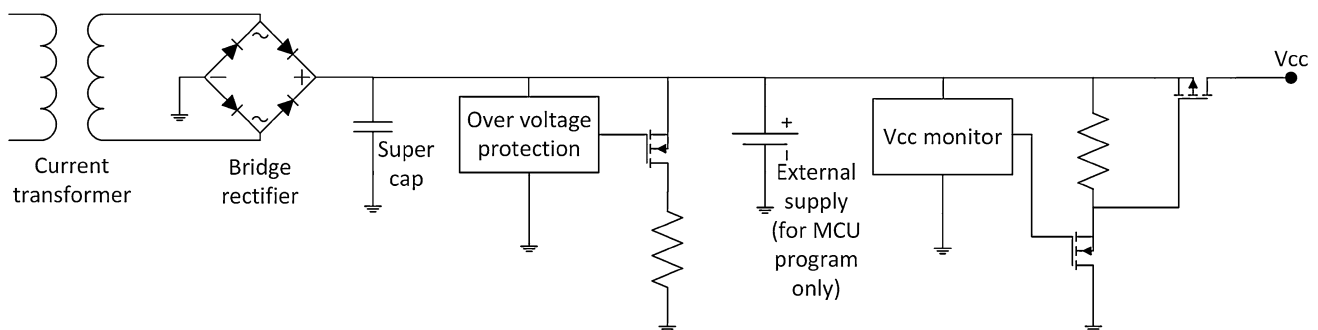 Current
transformer
~
−
+
~
Bridge
rectifier
Super
cap
Over voltage
protection
+
−
External
supply
(for MCU
program
only)
Vcc monitor
Vcc